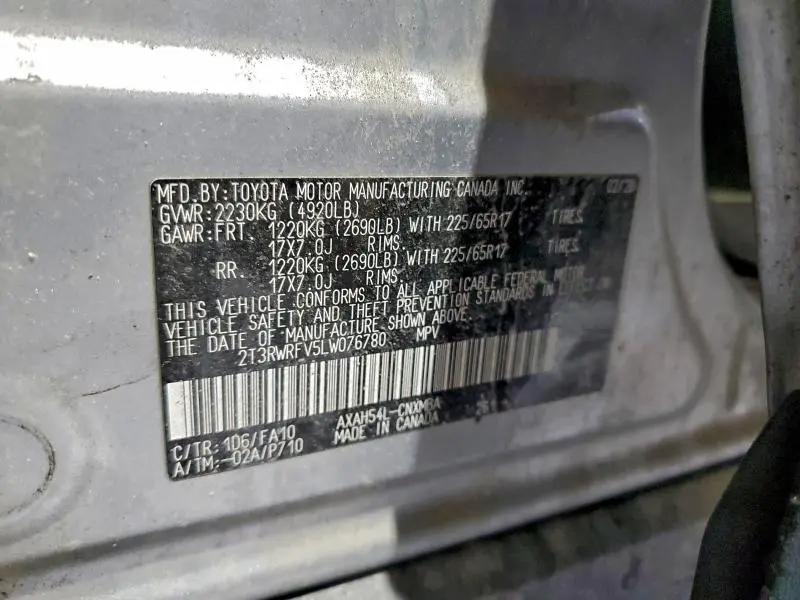 MFD. BY: TOYOTA MOTOR MANUFACTURING CANADA INC.
GVWR: 2230KG (4920LB)
GAWR: FRT. 1220KG (2690LB) WITH 225/65R17 TIRES.
17X7.0J RIMS.
RR. 1220KG (2690LB) WITH 225/65R17 TIRES.
17X7.0J RIMS.
THIS VEHICLE CONFORMS TO ALL APPLICABLE FEDERAL MOTOR
VEHICLE SAFETY AND THEFT PREVENTION STANDARDS IN EFFECT ON
THE DATE OF MANUFACTURE SHOWN ABOVE.
2T3RWRFV5LW076780 MPV
C/TR: 1D6/FA10 AXAH54L-CNXMBA
A/TM: -02A/P710 MADE IN CANADA